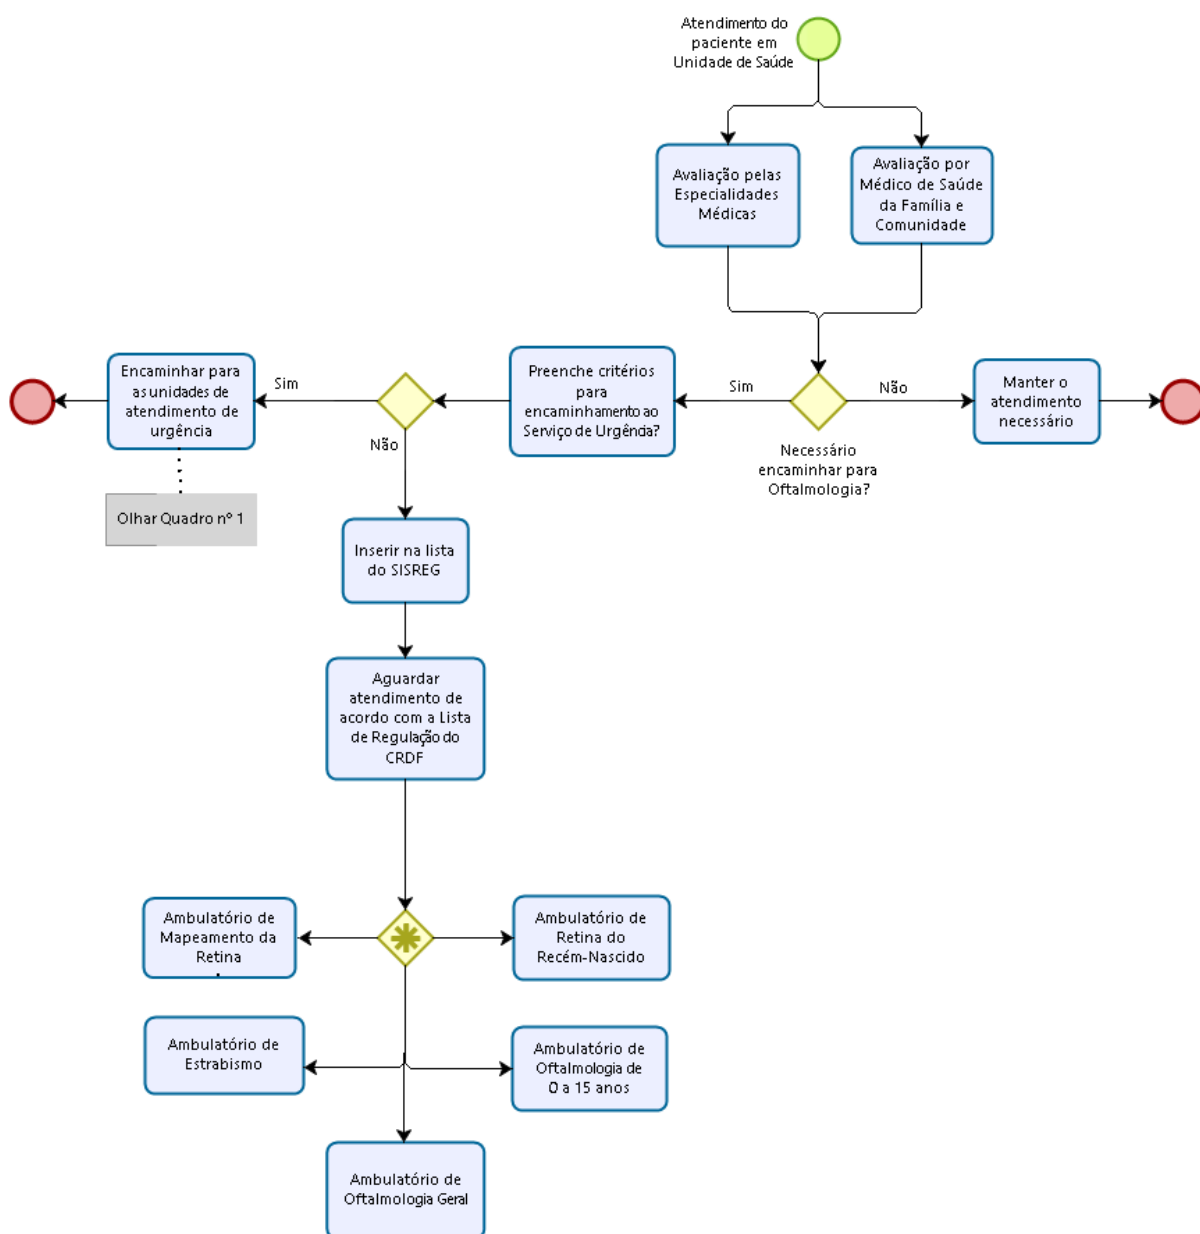 Atendimento do
paciente em
Unidade de Saúde
Avaliação pelas
Especialidades
Médicas
Avaliação por
Médico de Saúde
da Família e
Comunidade
Encaminhar para
as unidades de
atendimento de
urgência
Sim
Preenche critérios
para
encaminhamento ao
Serviço de Urgência?
Sim
Não
Manter o
atendimento
necessário
Não
Necessário
encaminhar para
Oftalmologia?
Olhar Quadro nº 1
Inserir na lista
do SISREG
Aguardar
atendimento de
acordo com a Lista
de Regulação do
CRDF
Ambulatório de
Mapeamento da
Retina
Ambulatório de
Retina do
Recém-Nascido
Ambulatório de
Estrabismo
Ambulatório de
Oftalmologia de
0 a 15 anos
Ambulatório de
Oftalmologia Geral